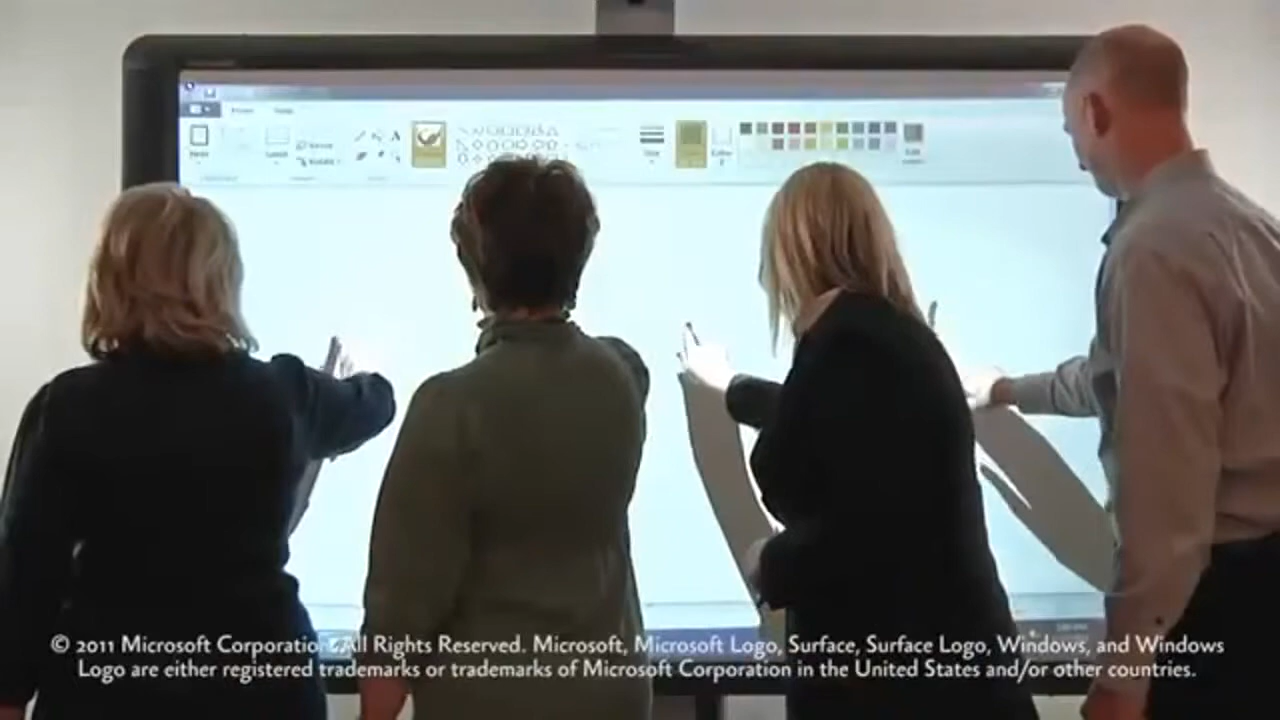 A
© 2011 Microsoft Corporation. All Rights Reserved. Microsoft, Microsoft Logo, Surface, Surface Logo, Windows, and Windows
Logo are either registered trademarks or trademarks of Microsoft Corporation in the United States and/or other countries.